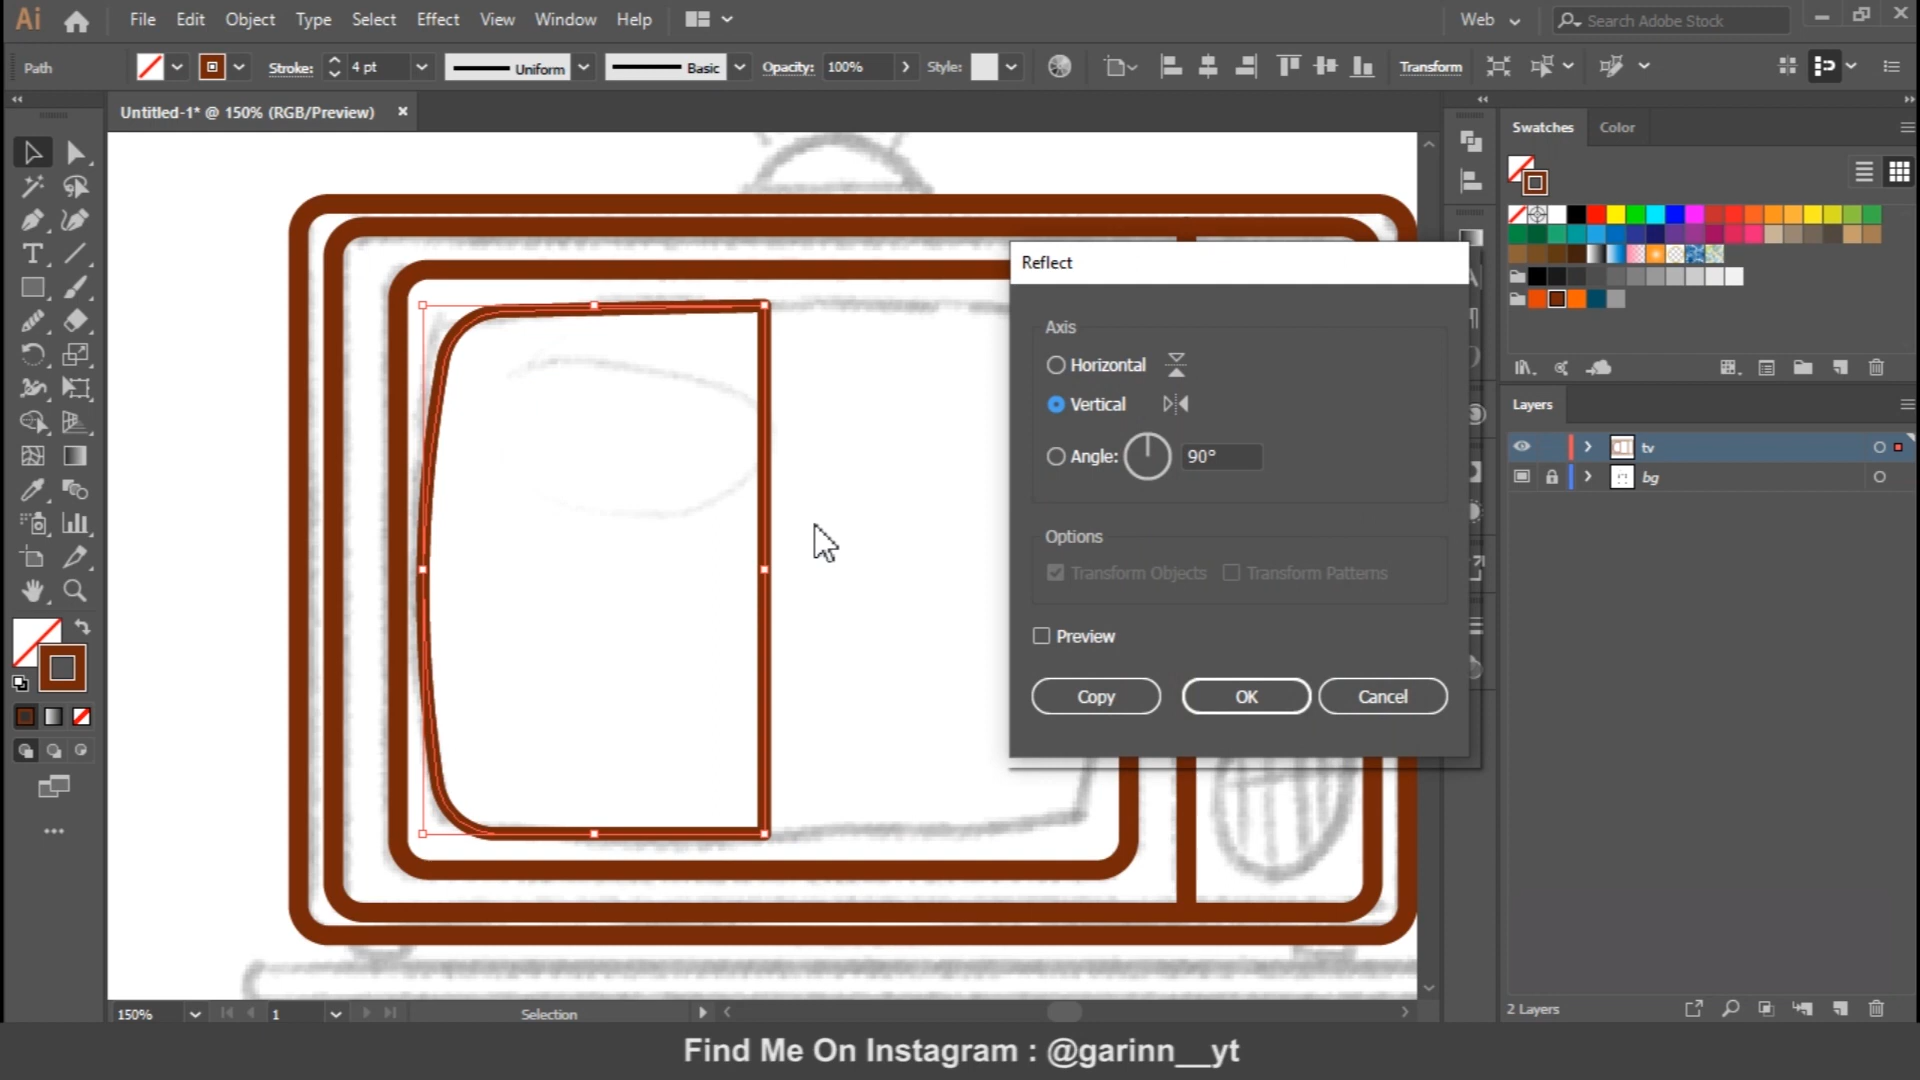 Ai File Edit Object Type Select Effect View Window Help Web Search Adobe Stock
Path Stroke: 4 pt Uniform Basic Opacity: 100% Style: Transform
Untitled-1* @ 150% (RGB/Preview)
Swatches Color
Reflect
Axis
Horizontal
Vertical
Angle: 90°
Options
Transform Objects Transform Patterns
Preview
Copy OK Cancel
Layers
tv
bg
150% 1 Selection
2 Layers
Find Me On Instagram : @garinn__yt